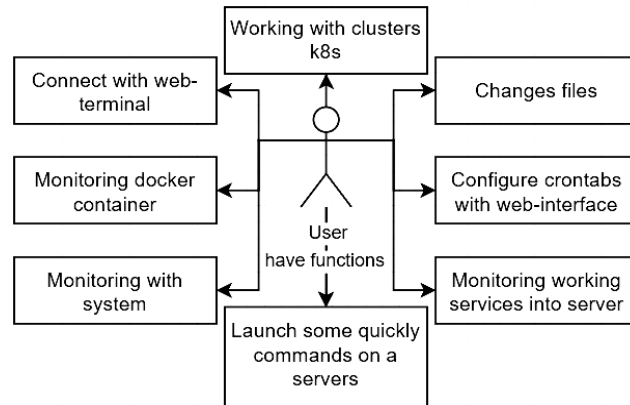 Working with clusters
k8s
Connect with web-
terminal
Changes files
Monitoring docker
container
Configure crontabs
with web-interface
User
have functions
Monitoring with
system
Monitoring working
services into server
Launch some quickly
commands on a
servers